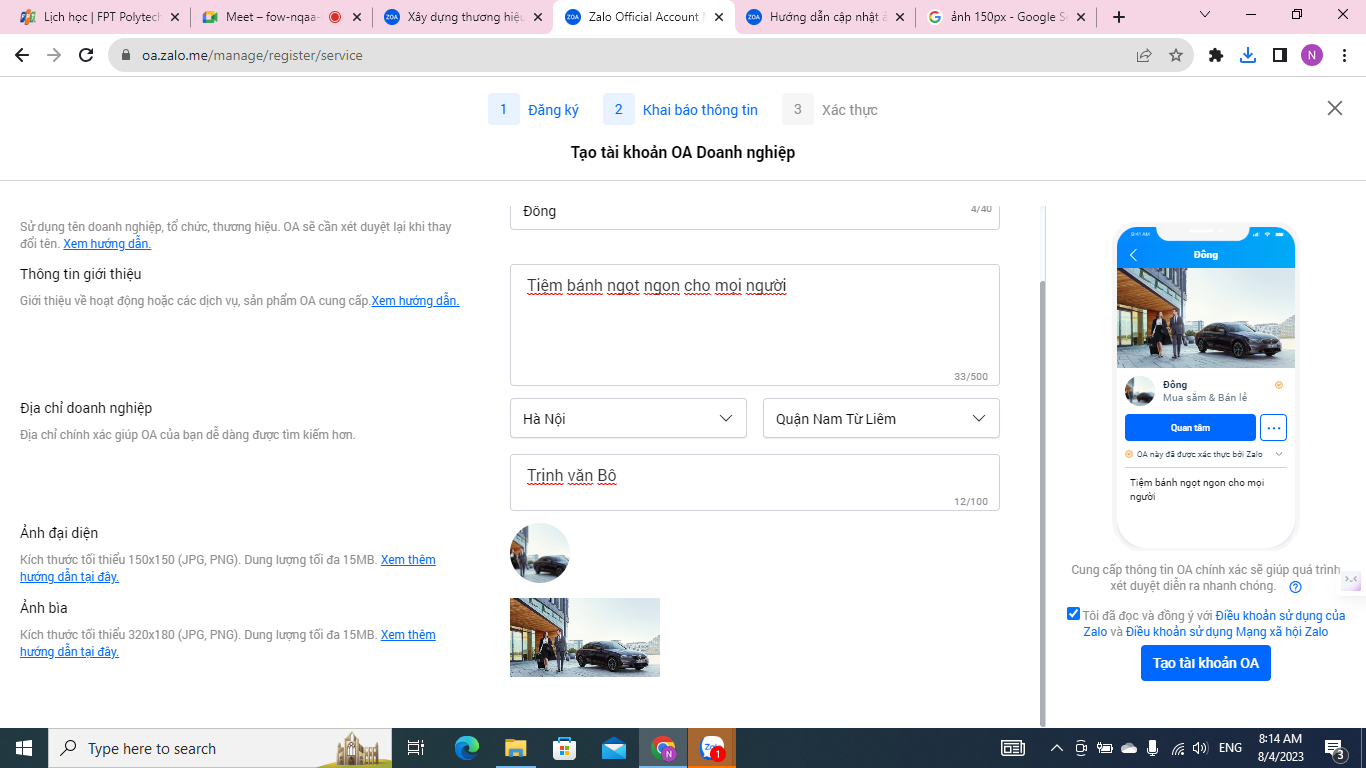 Lịch học | FPT Polytech
Meet – fow-nqaa-
Xây dựng thương hiệu
Zalo Official Account M
Hướng dẫn cập nhật ả
ảnh 150px - Google S
oa.zalo.me/manage/register/service
N
1 Đăng ký 2 Khai báo thông tin 3 Xác thực
Tạo tài khoản OA Doanh nghiệp
Đông
4/40
Sử dụng tên doanh nghiệp, tổ chức, thương hiệu. OA sẽ cần xét duyệt lại khi thay
đổi tên. Xem hướng dẫn.
Thông tin giới thiệu
Giới thiệu về hoạt động hoặc các dịch vụ, sản phẩm OA cung cấp.Xem hướng dẫn.
Tiệm bánh ngọt ngon cho mọi người
33/500
Địa chỉ doanh nghiệp
Địa chỉ chính xác giúp OA của bạn dễ dàng được tìm kiếm hơn.
Hà Nội
Quận Nam Từ Liêm
Trịnh văn Bô
12/100
Ảnh đại diện
Kích thước tối thiểu 150x150 (JPG, PNG). Dung lượng tối đa 15MB. Xem thêm
hướng dẫn tại đây.
Ảnh bìa
Kích thước tối thiểu 320x180 (JPG, PNG). Dung lượng tối đa 15MB. Xem thêm
hướng dẫn tại đây.
9:41 AM
Đông
Đông
Mua sắm & Bán lẻ
Quan tâm
OA này đã được xác thực bởi Zalo
Tiệm bánh ngọt ngon cho mọi
người
Cung cấp thông tin OA chính xác sẽ giúp quá trình
xét duyệt diễn ra nhanh chóng.
Tôi đã đọc và đồng ý với Điều khoản sử dụng của
Zalo và Điều khoản sử dụng Mạng xã hội Zalo
Tạo tài khoản OA
Type here to search
ENG
8:14 AM
8/4/2023
3